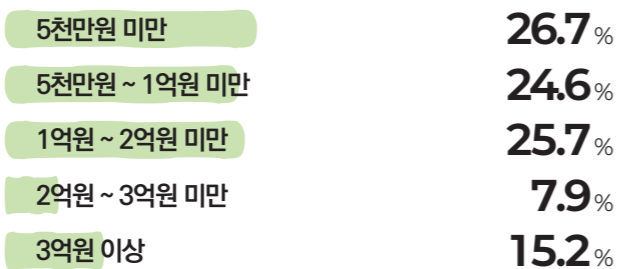 5천만원 미만 26.7%
5천만원 ~ 1억원 미만 24.6%
1억원 ~ 2억원 미만 25.7%
2억원 ~ 3억원 미만 7.9%
3억원 이상 15.2%